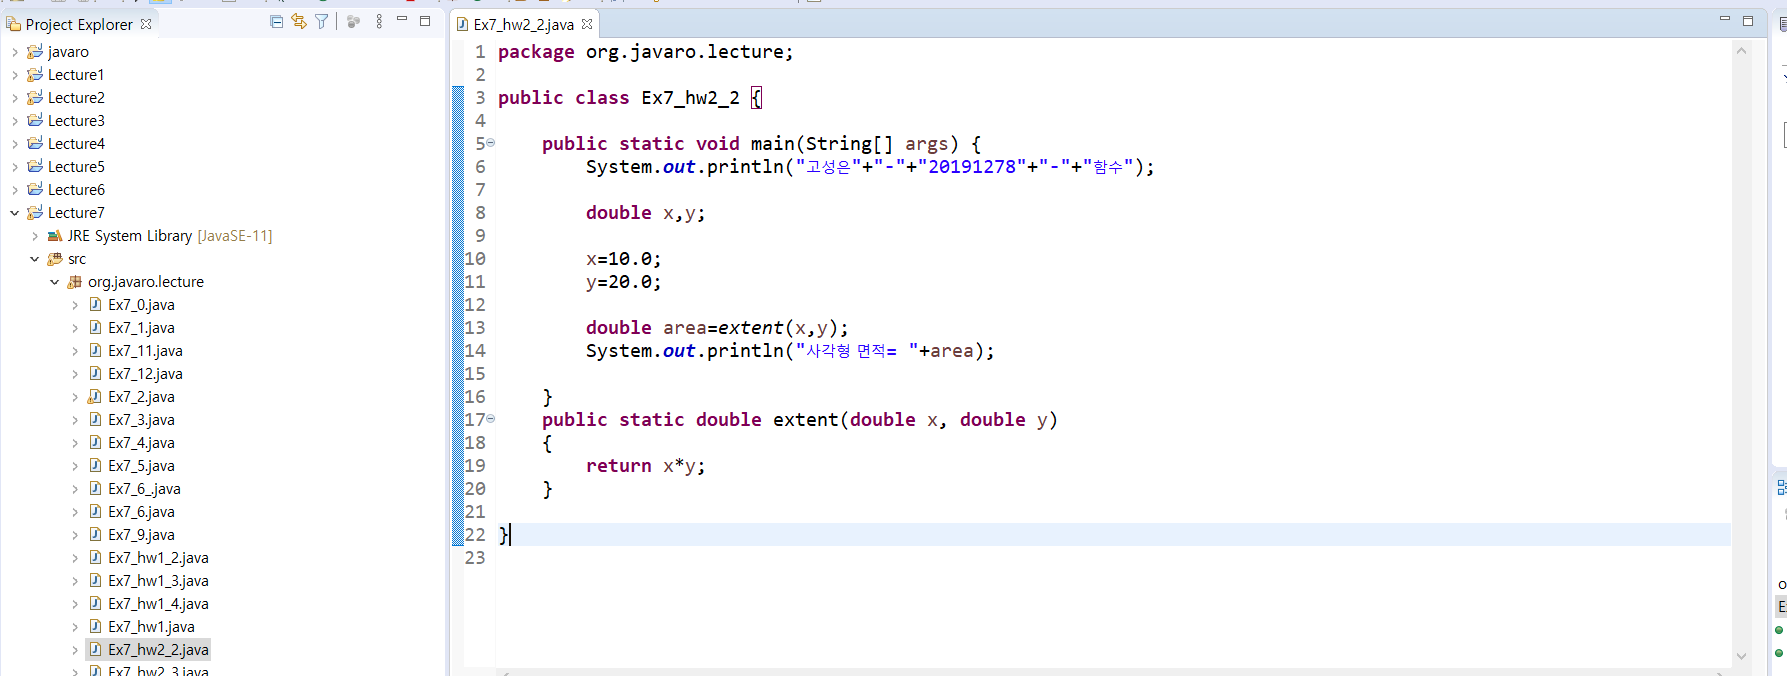 Project Explorer
javaro
Lecture1
Lecture2
Lecture3
Lecture4
Lecture5
Lecture6
Lecture7
JRE System Library [JavaSE-11]
src
org.javaro.lecture
Ex7_0.java
Ex7_1.java
Ex7_11.java
Ex7_12.java
Ex7_2.java
Ex7_3.java
Ex7_4.java
Ex7_5.java
Ex7_6_.java
Ex7_6.java
Ex7_9.java
Ex7_hw1_2.java
Ex7_hw1_3.java
Ex7_hw1_4.java
Ex7_hw1.java
Ex7_hw2_2.java
Ex7_hw2_3.java
Ex7_hw2_2.java
1 package org.javaro.lecture;
2
3 public class Ex7_hw2_2 {
4
5 public static void main(String[] args) {
6 System.out.println("고성은"+"-"+"20191278"+"-"+"함수");
7
8 double x,y;
9
10 x=10.0;
11 y=20.0;
12
13 double area=extent(x,y);
14 System.out.println("사각형 면적= "+area);
15
16 }
17 public static double extent(double x, double y)
18 {
19 return x*y;
20 }
21
22 }
23